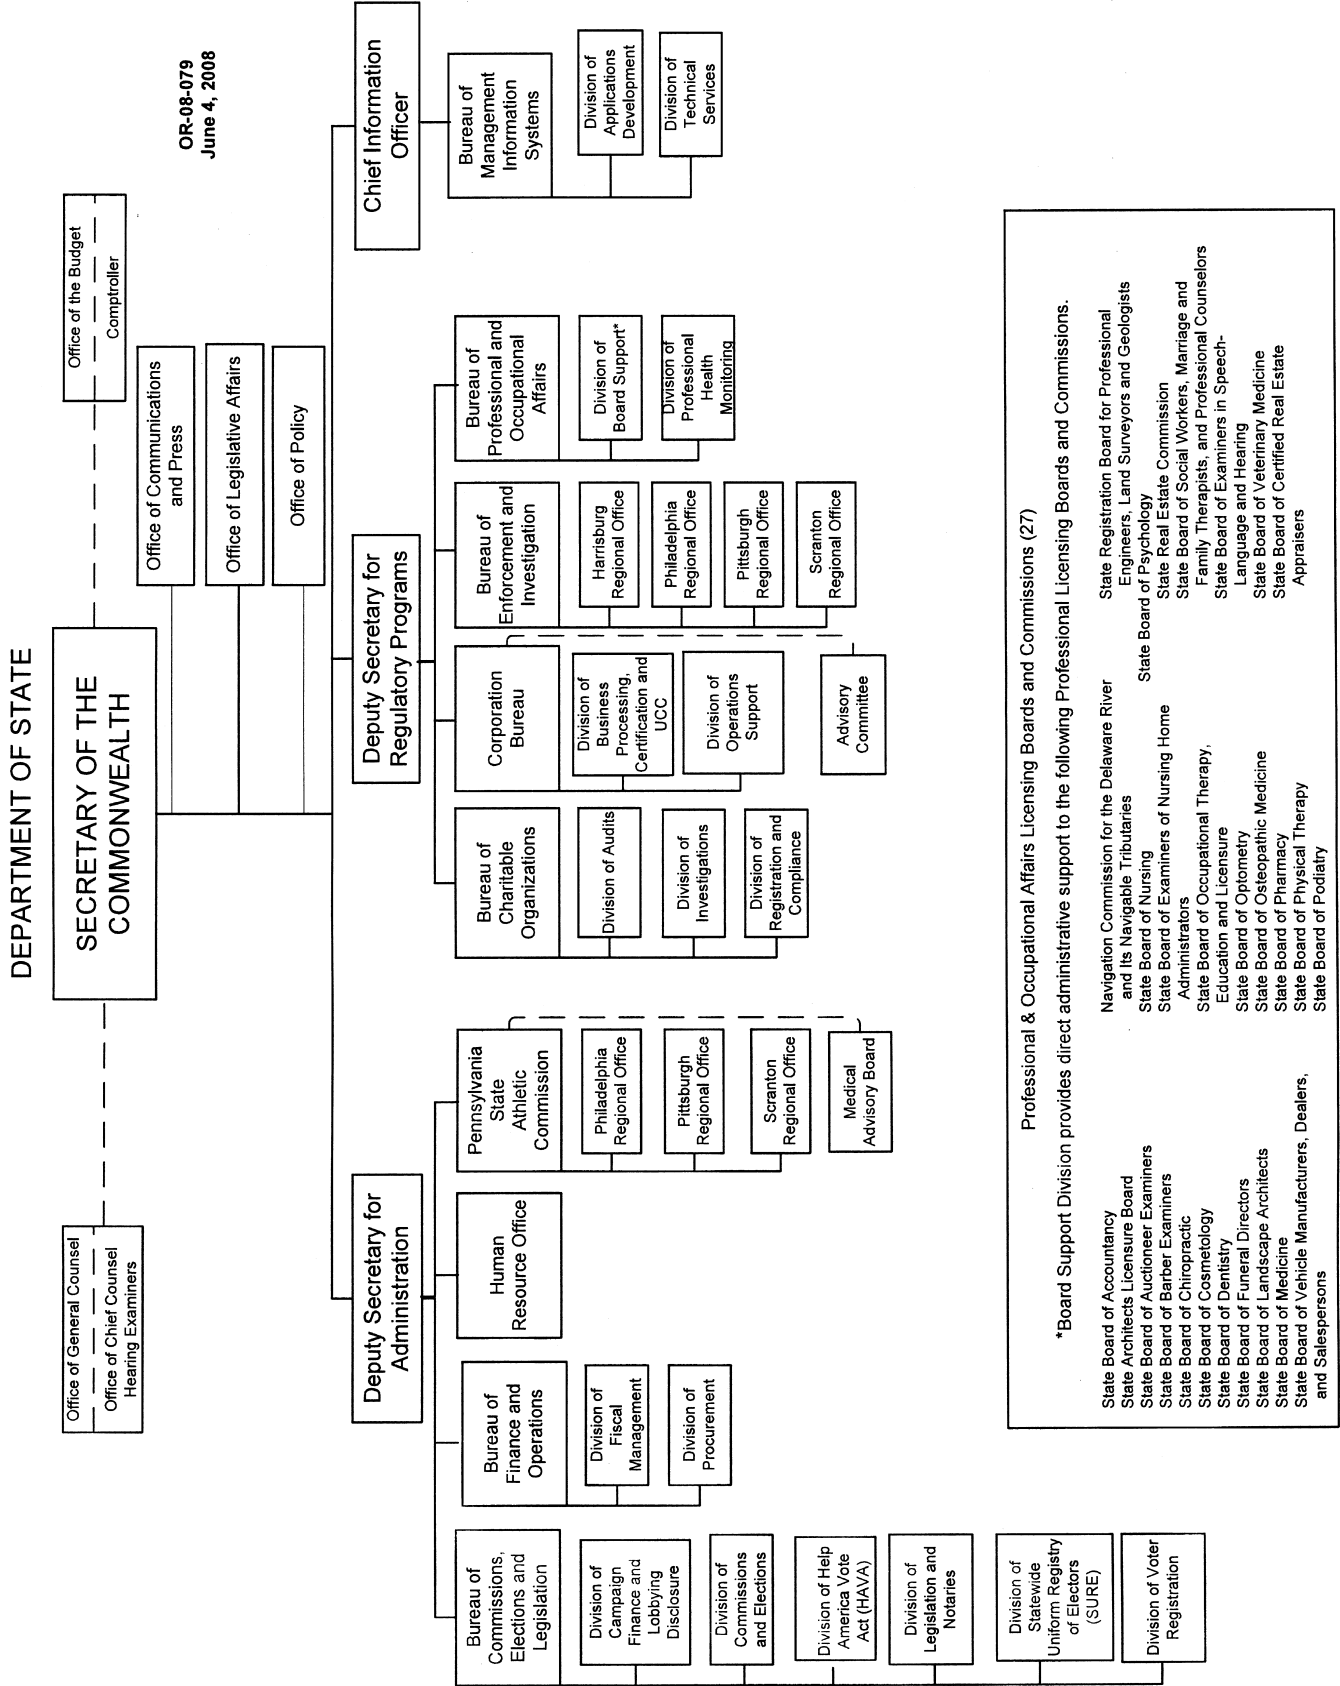 DEPARTMENT OF STATE
OR-08-079
June 4, 2008
SECRETARY OF THE
COMMONWEALTH
Office of General Counsel
Office of Chief Counsel
Hearing Examiners
Office of the Budget
Comptroller
Office of Communications
and Press
Office of Legislative Affairs
Office of Policy
Deputy Secretary for
Administration
Deputy Secretary for
Regulatory Programs
Chief Information
Officer
Bureau of
Commissions,
Elections and
Legislation
Division of
Campaign
Finance and
Lobbying
Disclosure
Division of
Commissions
and Elections
Division of Help
America Vote
Act (HAVA)
Division of
Legislation and
Notaries
Division of
Statewide
Uniform Registry
of Electors
(SURE)
Division of Voter
Registration
Bureau of
Finance and
Operations
Division of
Fiscal
Management
Division of
Procurement
Human
Resource Office
Pennsylvania
State
Athletic
Commission
Philadelphia
Regional Office
Pittsburgh
Regional Office
Scranton
Regional Office
Medical
Advisory Board
Bureau of
Charitable
Organizations
Division of Audits
Division of
Investigations
Division of
Registration and
Compliance
Corporation
Bureau
Division of
Business
Processing,
Certification and
UCC
Division of
Operations
Support
Advisory
Committee
Bureau of
Enforcement and
Investigation
Harrisburg
Regional Office
Philadelphia
Regional Office
Pittsburgh
Regional Office
Scranton
Regional Office
Bureau of
Professional and
Occupational
Affairs
Division of
Board Support*
Division of
Professional
Health
Monitoring
Bureau of
Management
Information
Systems
Division of
Applications
Development
Division of
Technical
Services
Professional & Occupational Affairs Licensing Boards and Commissions (27)
*Board Support Division provides direct administrative support to the following Professional Licensing Boards and Commissions.
State Board of Accountancy
State Architects Licensure Board
State Board of Auctioneer Examiners
State Board of Barber Examiners
State Board of Chiropractic
State Board of Cosmetology
State Board of Dentistry
State Board of Funeral Directors
State Board of Landscape Architects
State Board of Medicine
State Board of Vehicle Manufacturers, Dealers,
and Salespersons
Navigation Commission for the Delaware River
and Its Navigable Tributaries
State Board of Nursing
State Board of Examiners of Nursing Home
Administrators
State Board of Occupational Therapy,
Education and Licensure
State Board of Optometry
State Board of Osteopathic Medicine
State Board of Pharmacy
State Board of Physical Therapy
State Board of Podiatry
State Registration Board for Professional
Engineers, Land Surveyors and Geologists
State Board of Psychology
State Real Estate Commission
State Board of Social Workers, Marriage and
Family Therapists, and Professional Counselors
State Board of Examiners in Speech-
Language and Hearing
State Board of Veterinary Medicine
State Board of Certified Real Estate
Appraisers